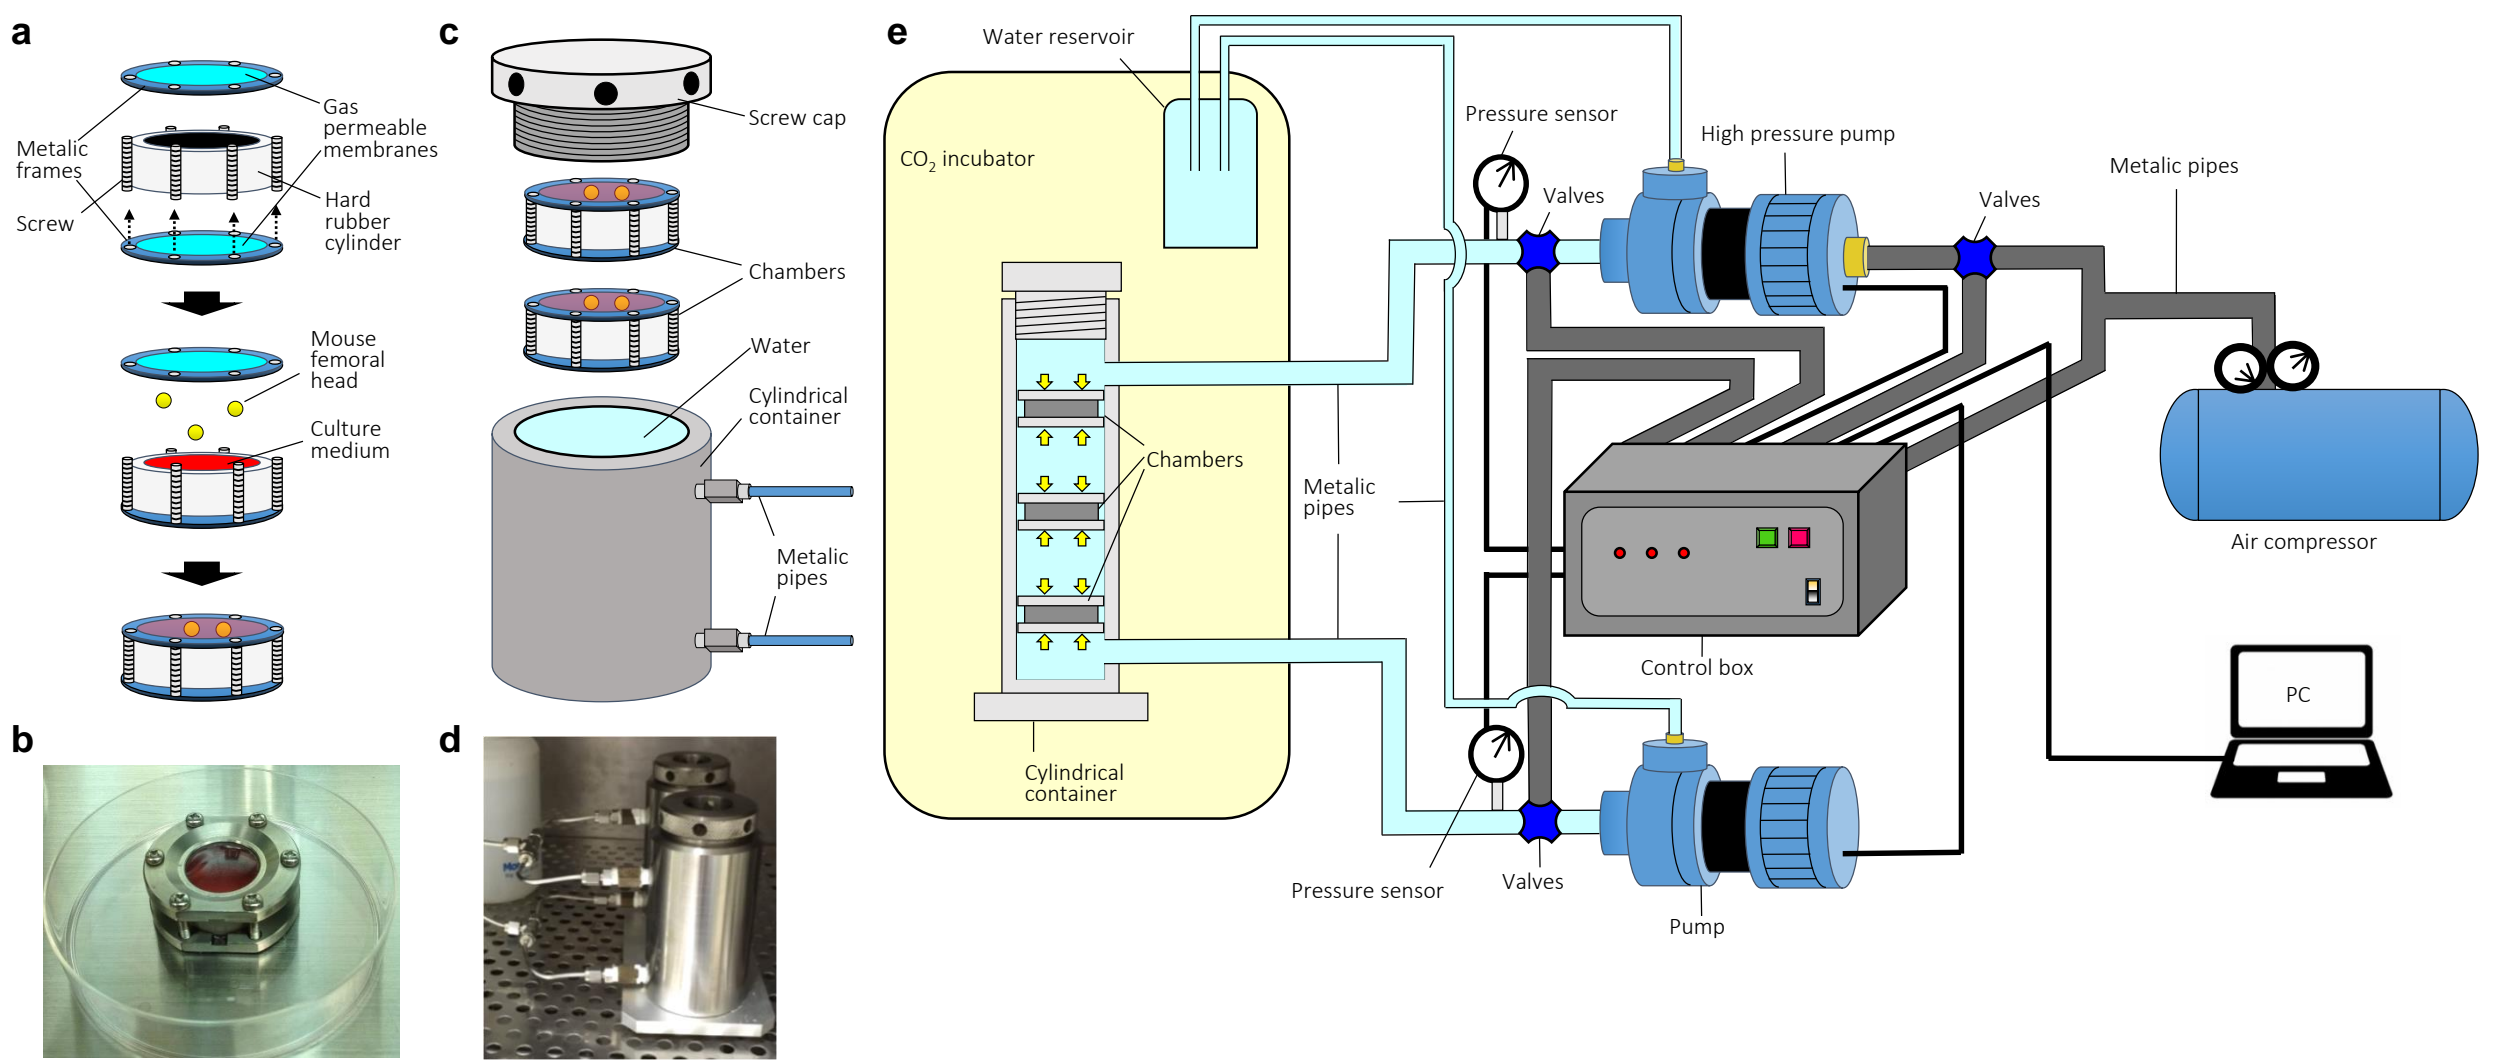 a
Gas
permeable
membranes
Metalic
frames
Screw
Hard
rubber
cylinder
Mouse
femoral
head
Culture
medium
b
c
Screw cap
Chambers
Water
Cylindrical
container
Metalic
pipes
d
e
Water reservoir
CO2 incubator
Pressure sensor
High pressure pump
Valves
Valves
Metalic pipes
Chambers
Metalic
pipes
Air compressor
Control box
PC
Cylindrical
container
Pressure sensor
Valves
Pump